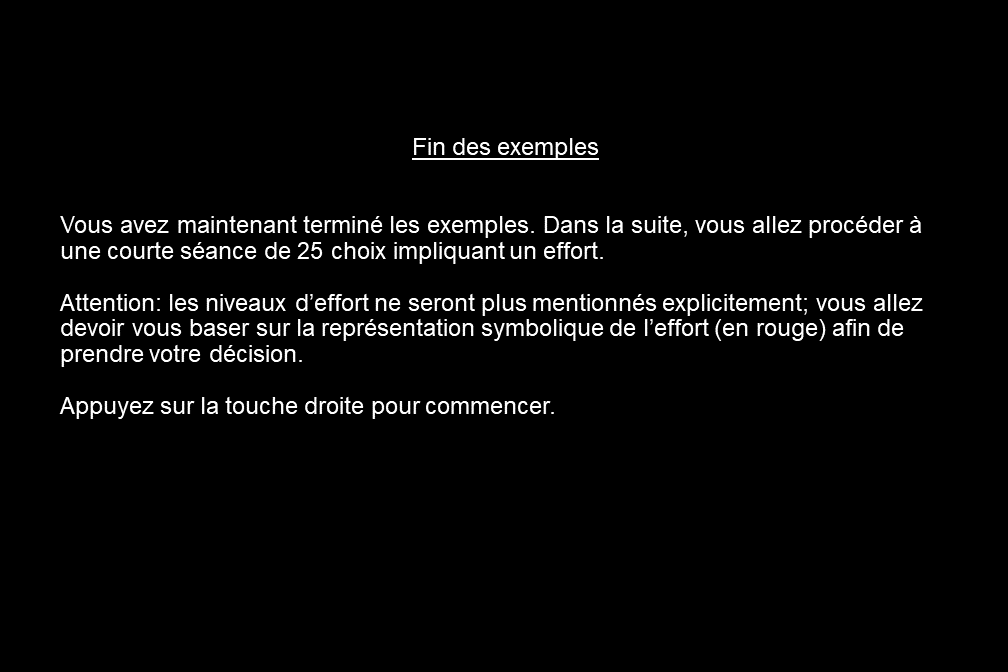 Fin des exemples
Vous avez maintenant terminé les exemples. Dans la suite, vous allez procéder à
une courte séance de 25 choix impliquant un effort.
Attention: les niveaux d’effort ne seront plus mentionnés explicitement; vous allez
devoir vous baser sur la représentation symbolique de l’effort (en rouge) afin de
prendre votre décision.
Appuyez sur la touche droite pour commencer.